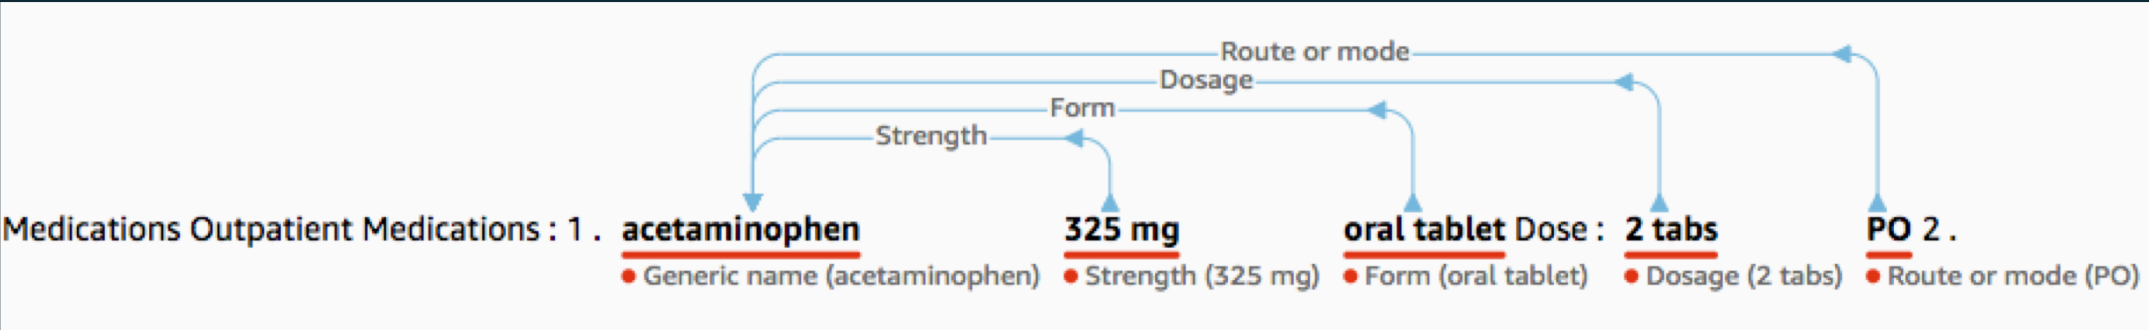 Route or mode
Dosage
Form
Strength
Medications Outpatient Medications : 1 . acetaminophen 325 mg oral tablet Dose : 2 tabs PO 2 .
Generic name (acetaminophen) Strength (325 mg) Form (oral tablet) Dosage (2 tabs) Route or mode (PO)